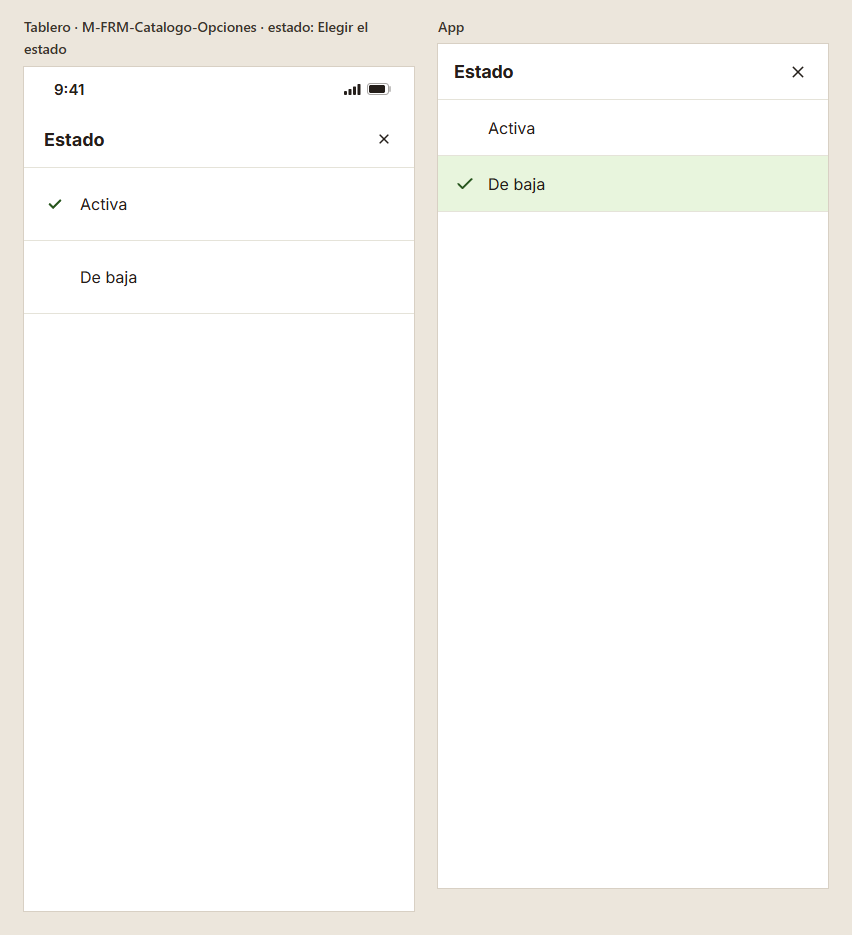 Tablero · M-FRM-Catalogo-Opciones · estado: Elegir el
estado
9:41
Estado
Activa
De baja
App
Estado
Activa
De baja